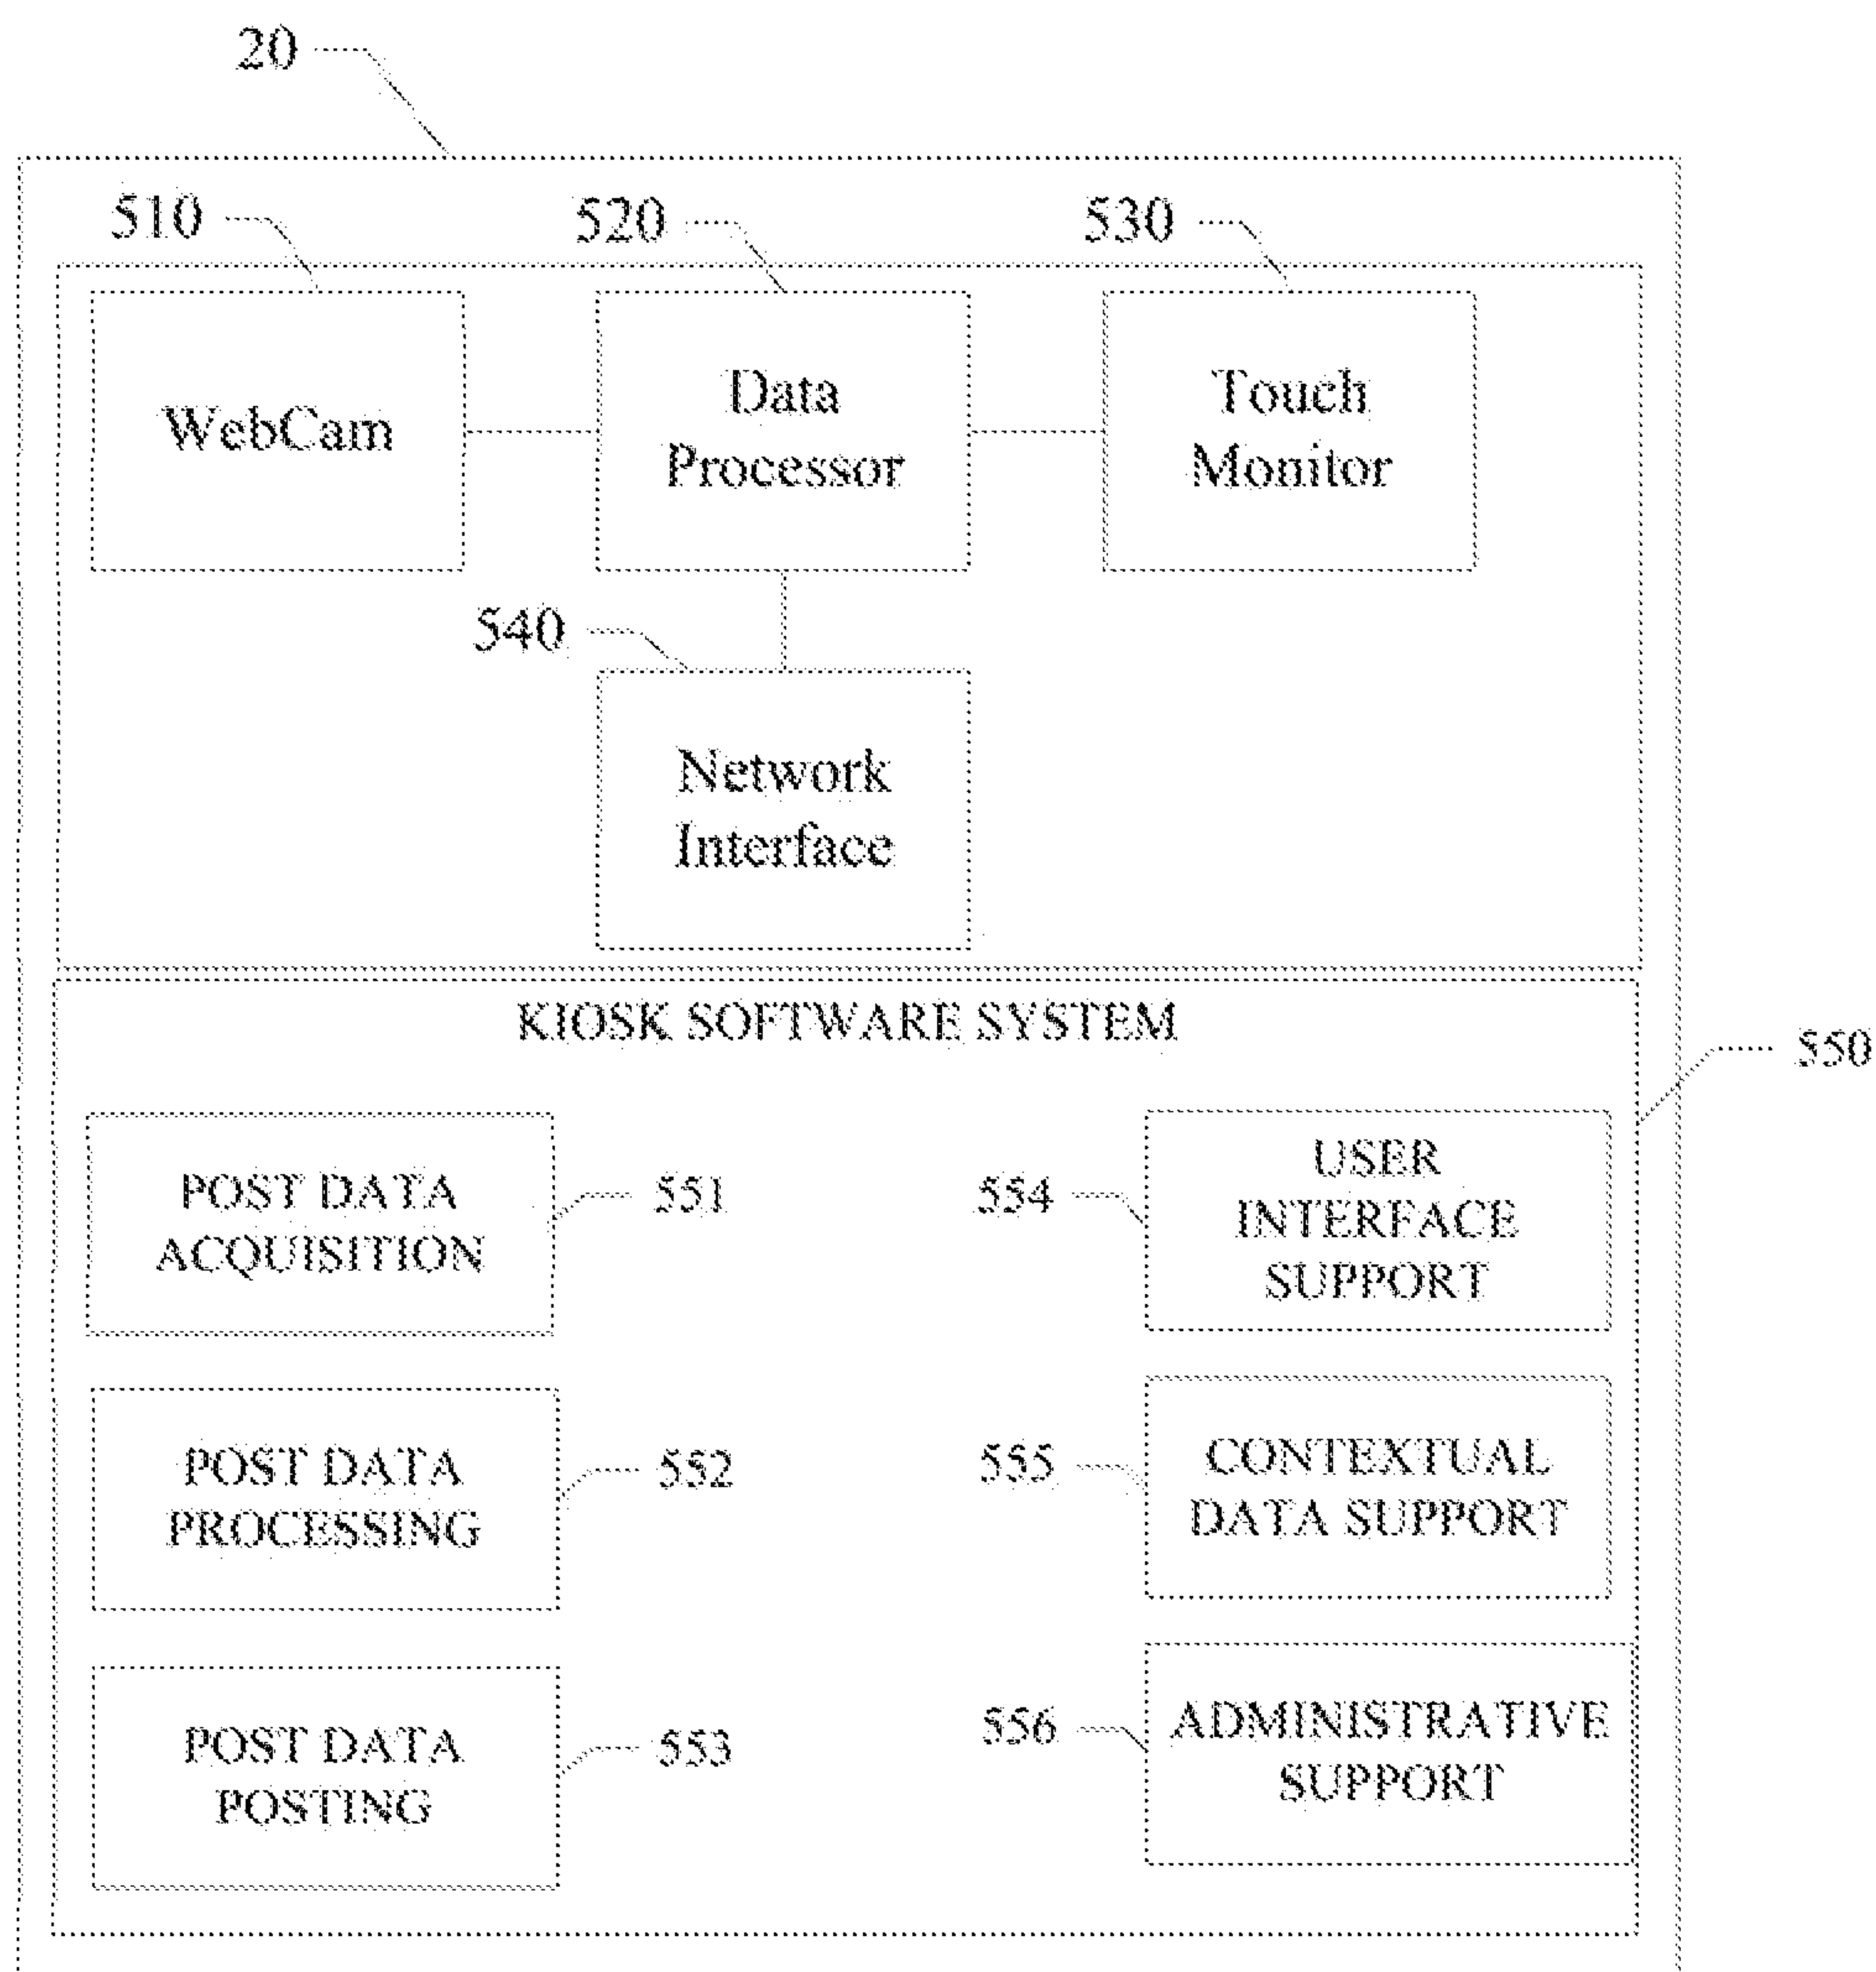 20
510
520
530
WebCam
Data
Processor
Touch
Monitor
540
Network
Interface
KIOSK SOFTWARE SYSTEM
550
POST DATA
ACQUISITION
551
554
USER
INTERFACE
SUPPORT
POST DATA
PROCESSING
552
555
CONTEXTUAL
DATA SUPPORT
POST DATA
POSTING
553
556
ADMINISTRATIVE
SUPPORT